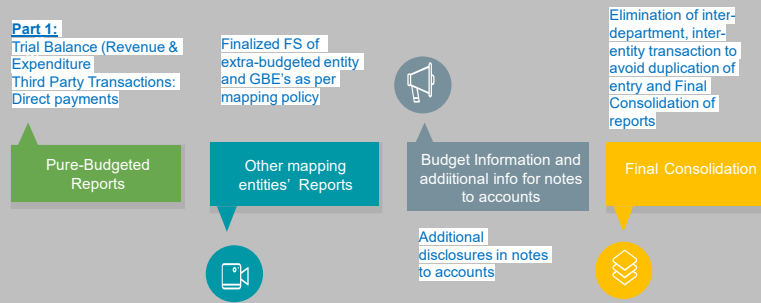 Part 1:
Trial Balance (Revenue &
Expenditure
Third Party Transactions:
Direct payments
Pure-Budgeted
Reports
Finalized FS of
extra-budgeted entity
and GBE's as per
mapping policy
Other mapping
entities' Reports
Budget Information and
addiitional info for notes
to accounts
Additional
disclosures in notes
to accounts
Elimination of inter-
department, inter-
entity transaction to
avoid duplication of
entry and Final
Consolidation of
reports
Final Consolidation